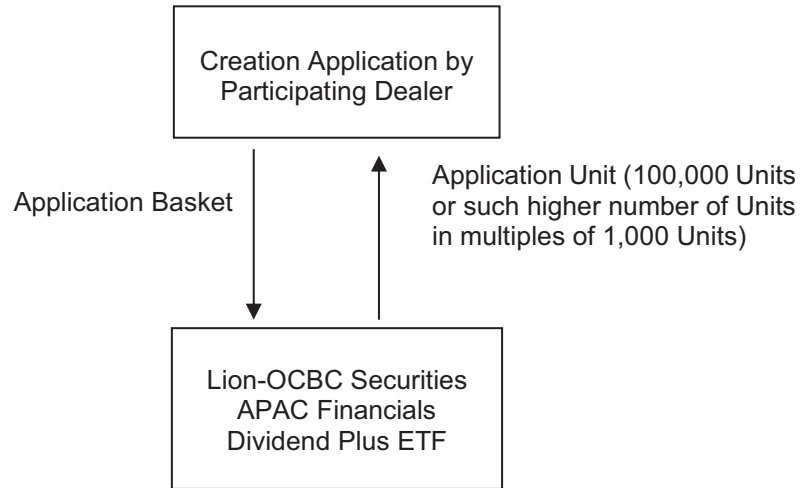 Creation Application by
Participating Dealer
Application Basket
Application Unit (100,000 Units
or such higher number of Units
in multiples of 1,000 Units)
Lion-OCBC Securities
APAC Financials
Dividend Plus ETF